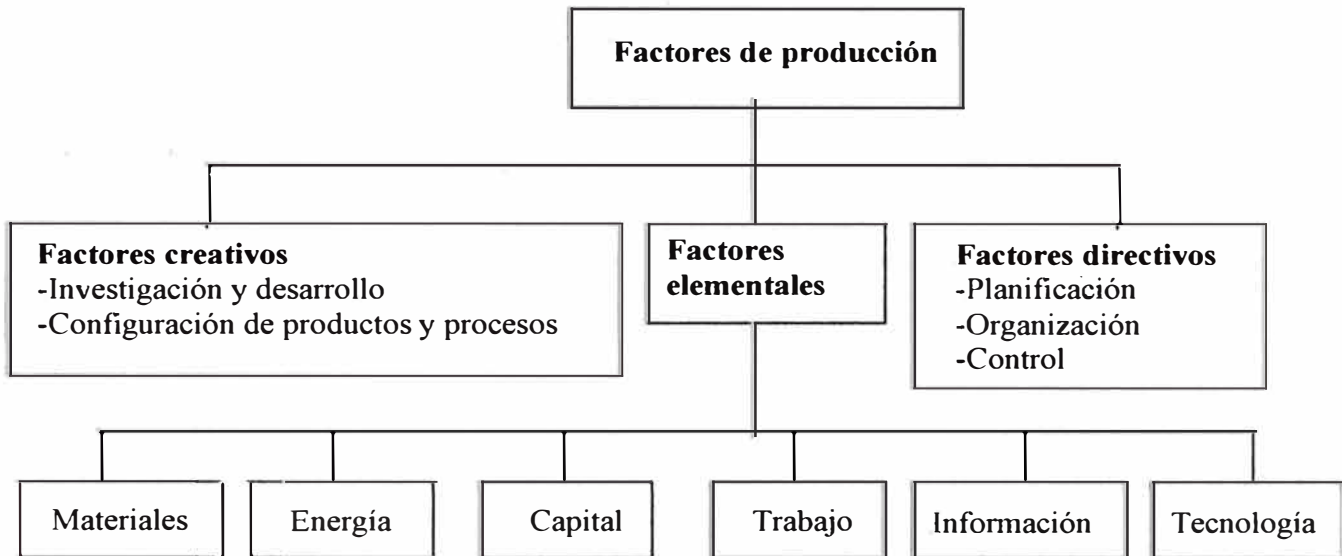 Factores de producción
Factores creativos
-Investigación y desarrollo
-Configuración de productos y procesos
Factores
elementales
Factores directivos
-Planificación
-Organización
-Control
Materiales
Energía
Capital
Trabajo
Información
Tecnología